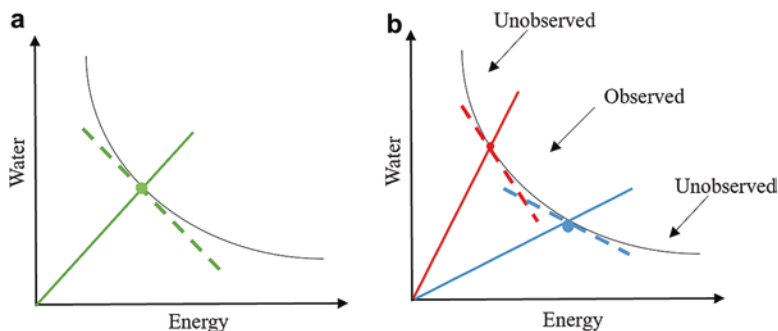 a
Water
Energy
b
Unobserved
Observed
Unobserved
Water
Energy